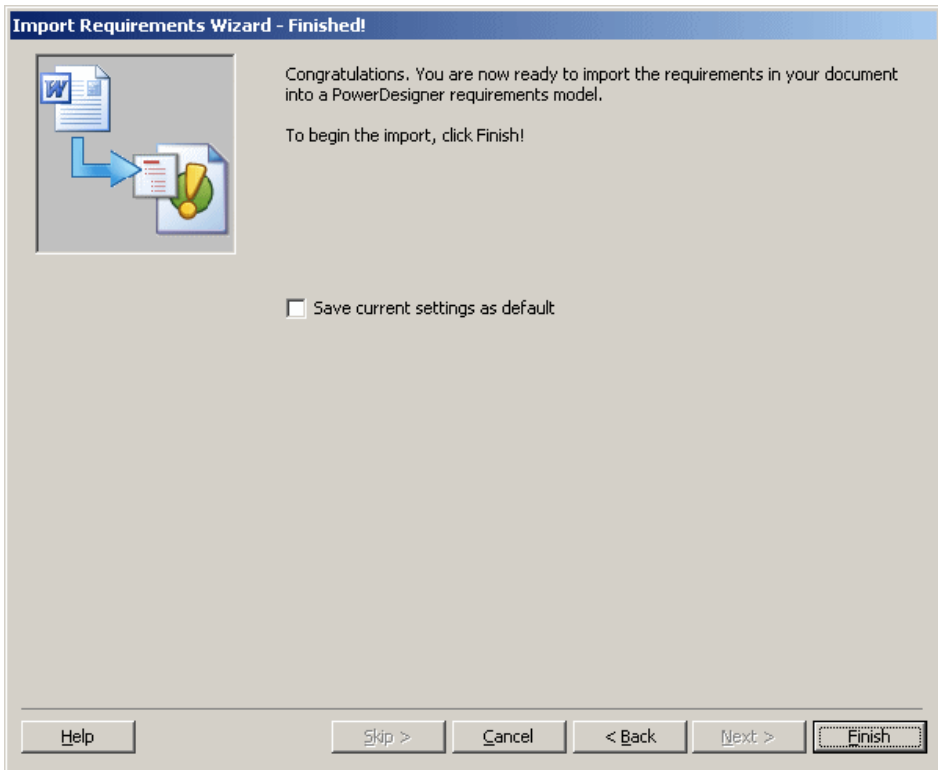 Import Requirements Wizard - Finished!
W
Congratulations. You are now ready to import the requirements in your document
into a PowerDesigner requirements model.
To begin the import, click Finish!
Save current settings as default
Help
Skip >
Cancel
< Back
Next >
Finish